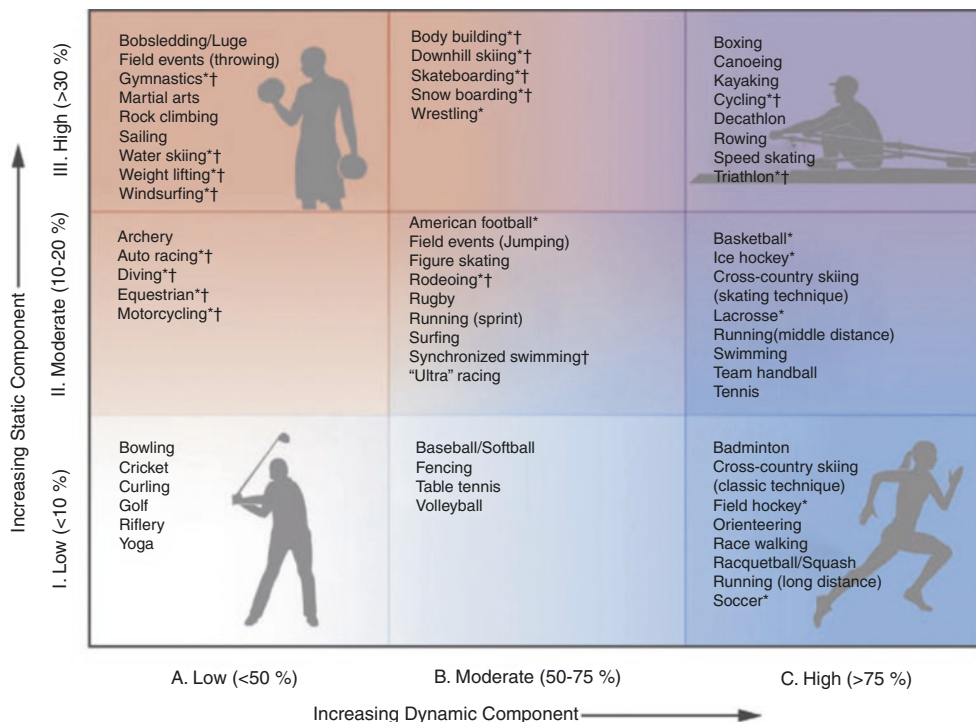 Increasing Static Component
III. High (>30 %)
Bobsledding/Luge
Field events (throwing)
Gymnastics*†
Martial arts
Rock climbing
Sailing
Water skiing*†
Weight lifting*†
Windsurfing*†
Body building*†
Downhill skiing*†
Skateboarding*†
Snow boarding*†
Wrestling*
Boxing
Canoeing
Kayaking
Cycling*†
Decathlon
Rowing
Speed skating
Triathlon*†
II. Moderate (10-20 %)
Archery
Auto racing*†
Diving*†
Equestrian*†
Motorcycling*†
American football*
Field events (Jumping)
Figure skating
Rodeoing*†
Rugby
Running (sprint)
Surfing
Synchronized swimming†
“Ultra” racing
Basketball*
Ice hockey*
Cross-country skiing
(skating technique)
Lacrosse*
Running(middle distance)
Swimming
Team handball
Tennis
I. Low (<10 %)
Bowling
Cricket
Curling
Golf
Riflery
Yoga
Baseball/Softball
Fencing
Table tennis
Volleyball
Badminton
Cross-country skiing
(classic technique)
Field hockey*
Orienteering
Race walking
Racquetball/Squash
Running (long distance)
Soccer*
A. Low (<50 %)
B. Moderate (50-75 %)
C. High (>75 %)
Increasing Dynamic Component